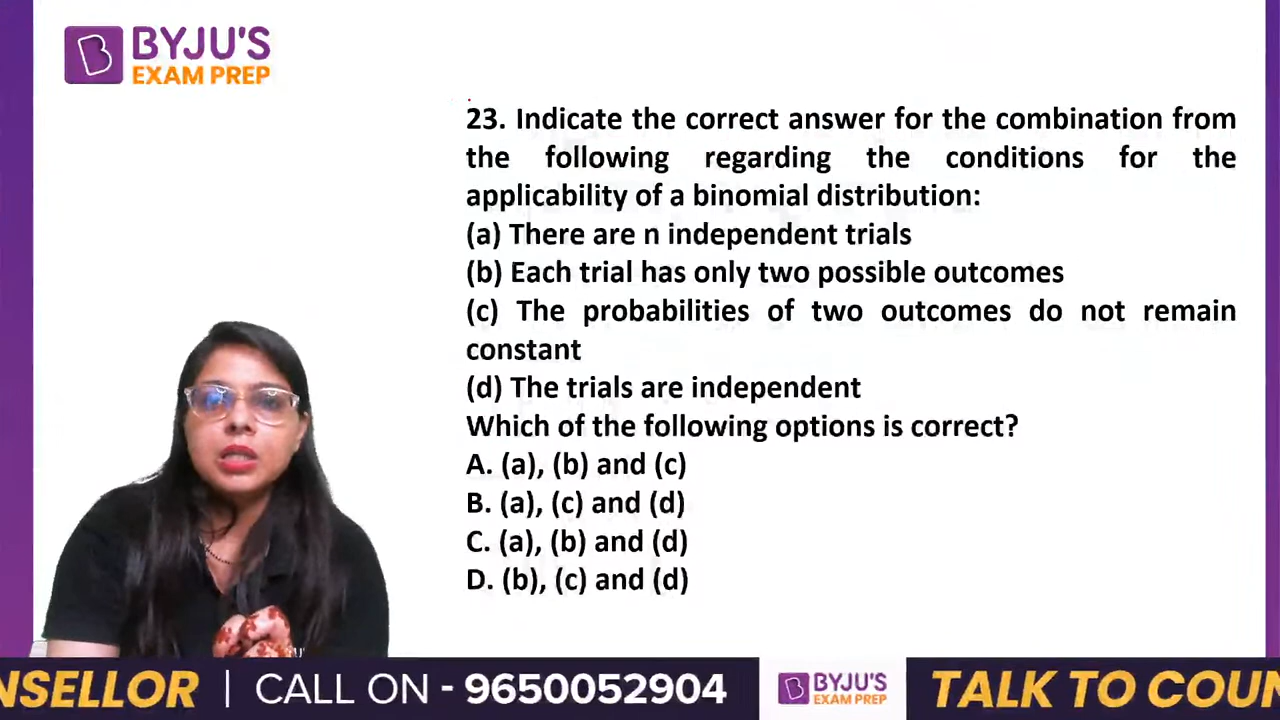 BYJU'S
EXAM PREP
23. Indicate the correct answer for the combination from
the following regarding the conditions for the
applicability of a binomial distribution:
(a) There are n independent trials
(b) Each trial has only two possible outcomes
(c) The probabilities of two outcomes do not remain
constant
(d) The trials are independent
Which of the following options is correct?
A. (a), (b) and (c)
B. (a), (c) and (d)
C. (a), (b) and (d)
D. (b), (c) and (d)
NSELLOR | CALL ON - 9650052904
BYJU'S
EXAM PREP
TALK TO COUN